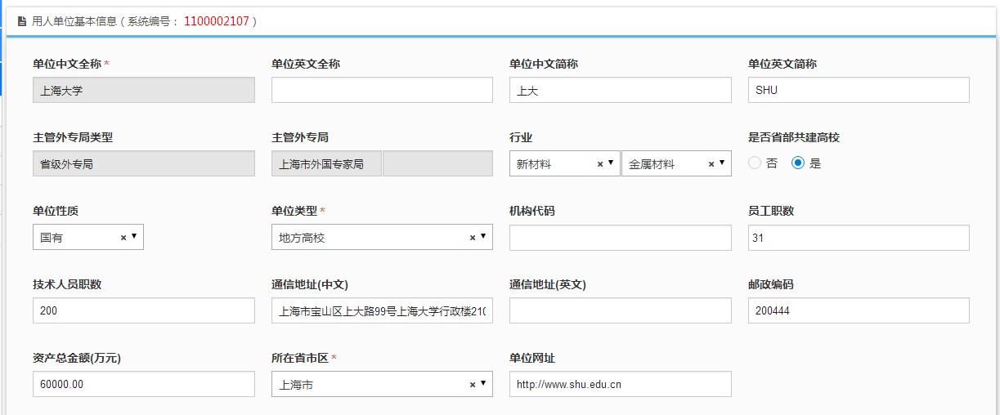 用人单位基本信息 ( 系统编号： 1100002107 )
单位中文全称 * 单位英文全称 单位中文简称 单位英文简称
上海大学 上大 SHU
主管外专局类型 主管外专局 行业 是否省部共建高校
省级外专局 上海市外国专家局 新材料 × ▼ 金属材料 × ▼ 否 是
单位性质 单位类型 * 机构代码 员工职数
国有 × ▼ 地方高校 × ▼ 31
技术人员职数 通信地址(中文) 通信地址(英文) 邮政编码
200 上海市宝山区上大路99号上海大学行政楼210 200444
资产总金额(万元) 所在省市区 * 单位网址
60000.00 上海市 × ▼ http://www.shu.edu.cn